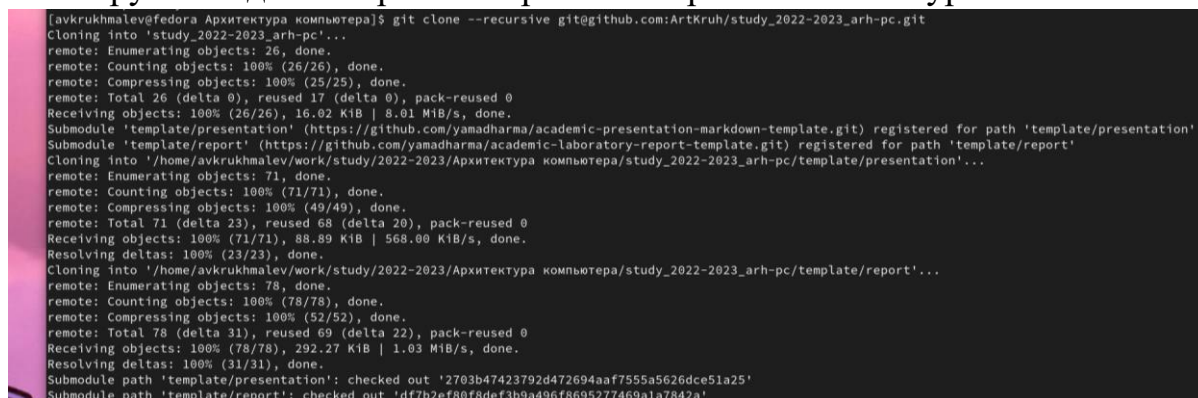 [avkrukhmalev@fedora Архитектура компьютера]$ git clone --recursive git@github.com:ArtKruh/study_2022-2023_arh-pc.git
Cloning into 'study_2022-2023_arh-pc'...
remote: Enumerating objects: 26, done.
remote: Counting objects: 100% (26/26), done.
remote: Compressing objects: 100% (25/25), done.
remote: Total 26 (delta 0), reused 17 (delta 0), pack-reused 0
Receiving objects: 100% (26/26), 16.02 KiB | 8.01 MiB/s, done.
Submodule 'template/presentation' (https://github.com/yamadharma/academic-presentation-markdown-template.git) registered for path 'template/presentation'
Submodule 'template/report' (https://github.com/yamadharma/academic-laboratory-report-template.git) registered for path 'template/report'
Cloning into '/home/avkrukhmalev/work/study/2022-2023/Архитектура компьютера/study_2022-2023_arh-pc/template/presentation'...
remote: Enumerating objects: 71, done.
remote: Counting objects: 100% (71/71), done.
remote: Compressing objects: 100% (49/49), done.
remote: Total 71 (delta 23), reused 68 (delta 20), pack-reused 0
Receiving objects: 100% (71/71), 88.89 KiB | 568.00 KiB/s, done.
Resolving deltas: 100% (23/23), done.
Cloning into '/home/avkrukhmalev/work/study/2022-2023/Архитектура компьютера/study_2022-2023_arh-pc/template/report'...
remote: Enumerating objects: 78, done.
remote: Counting objects: 100% (78/78), done.
remote: Compressing objects: 100% (52/52), done.
remote: Total 78 (delta 31), reused 69 (delta 22), pack-reused 0
Receiving objects: 100% (78/78), 292.27 KiB | 1.03 MiB/s, done.
Resolving deltas: 100% (31/31), done.
Submodule path 'template/presentation': checked out '2703b47423792d472694aaf7555a5626dce51a25'
Submodule path 'template/report': checked out 'df7b2ef80f8def3b9a496f8695277469a1a7842a'